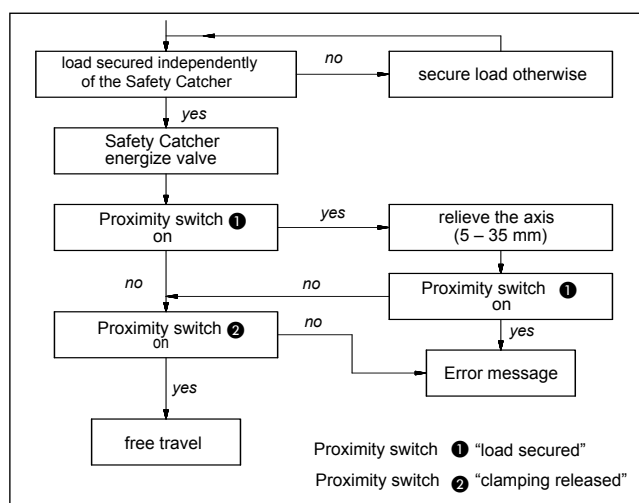 load secured independently
of the Safety Catcher
no
secure load otherwise
yes
Safety Catcher
energize valve
Proximity switch ❶
on
yes
relieve the axis
(5 – 35 mm)
no
no
Proximity switch ❶
on
Proximity switch ❷
on
no
yes
Error message
yes
free travel
Proximity switch ❶ “load secured”
Proximity switch ❷ “clamping released”